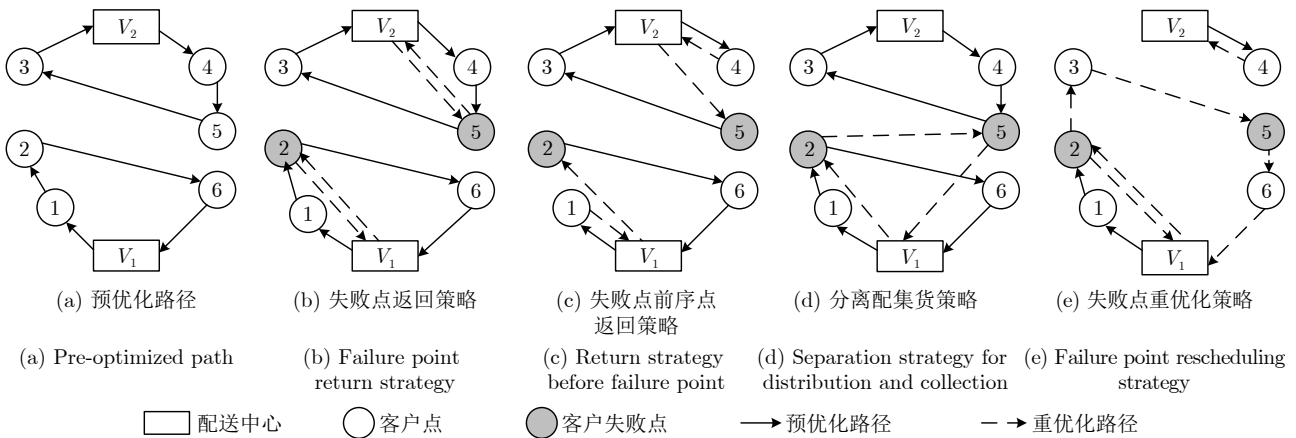 V₂
V₂
V₂
V₂
V₂
3
4
3
4
3
4
3
4
3
4
5
5
5
5
5
2
2
2
2
2
6
6
6
6
6
1
1
1
1
1
V₁
V₁
V₁
V₁
V₁
(a) 预优化路径
(b) 失败点返回策略
(c) 失败点前序点
返回策略
(d) 分离配集货策略
(e) 失败点重优化策略
(a) Pre-optimized path
(b) Failure point
return strategy
(c) Return strategy
before failure point
(d) Separation strategy for
distribution and collection
(e) Failure point rescheduling
strategy
配送中心
客户点
客户失败点
预优化路径
重优化路径